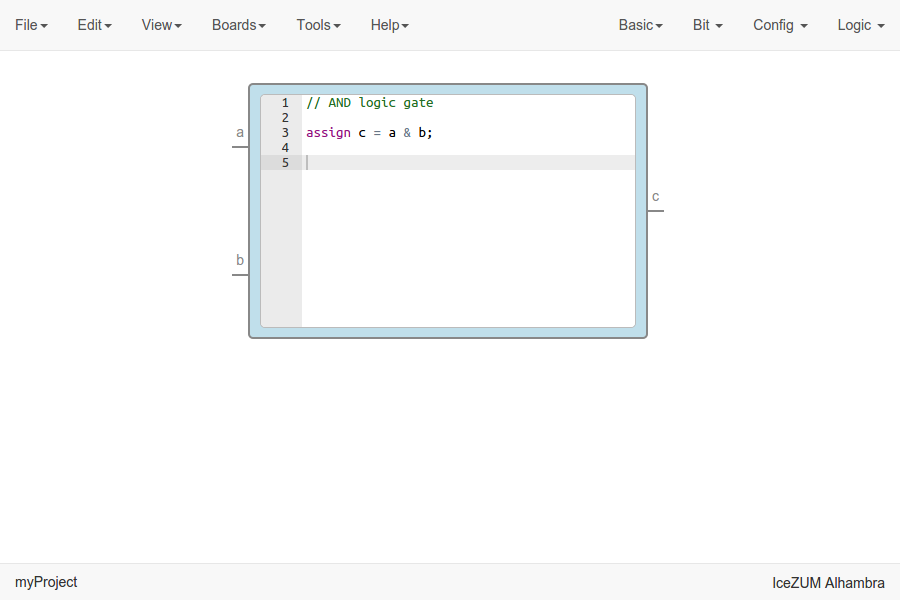 File Edit View Boards Tools Help Basic Bit Config Logic
1 // AND logic gate
2
a
3 assign c = a & b;
4
5
c
b
myProject IceZUM Alhambra